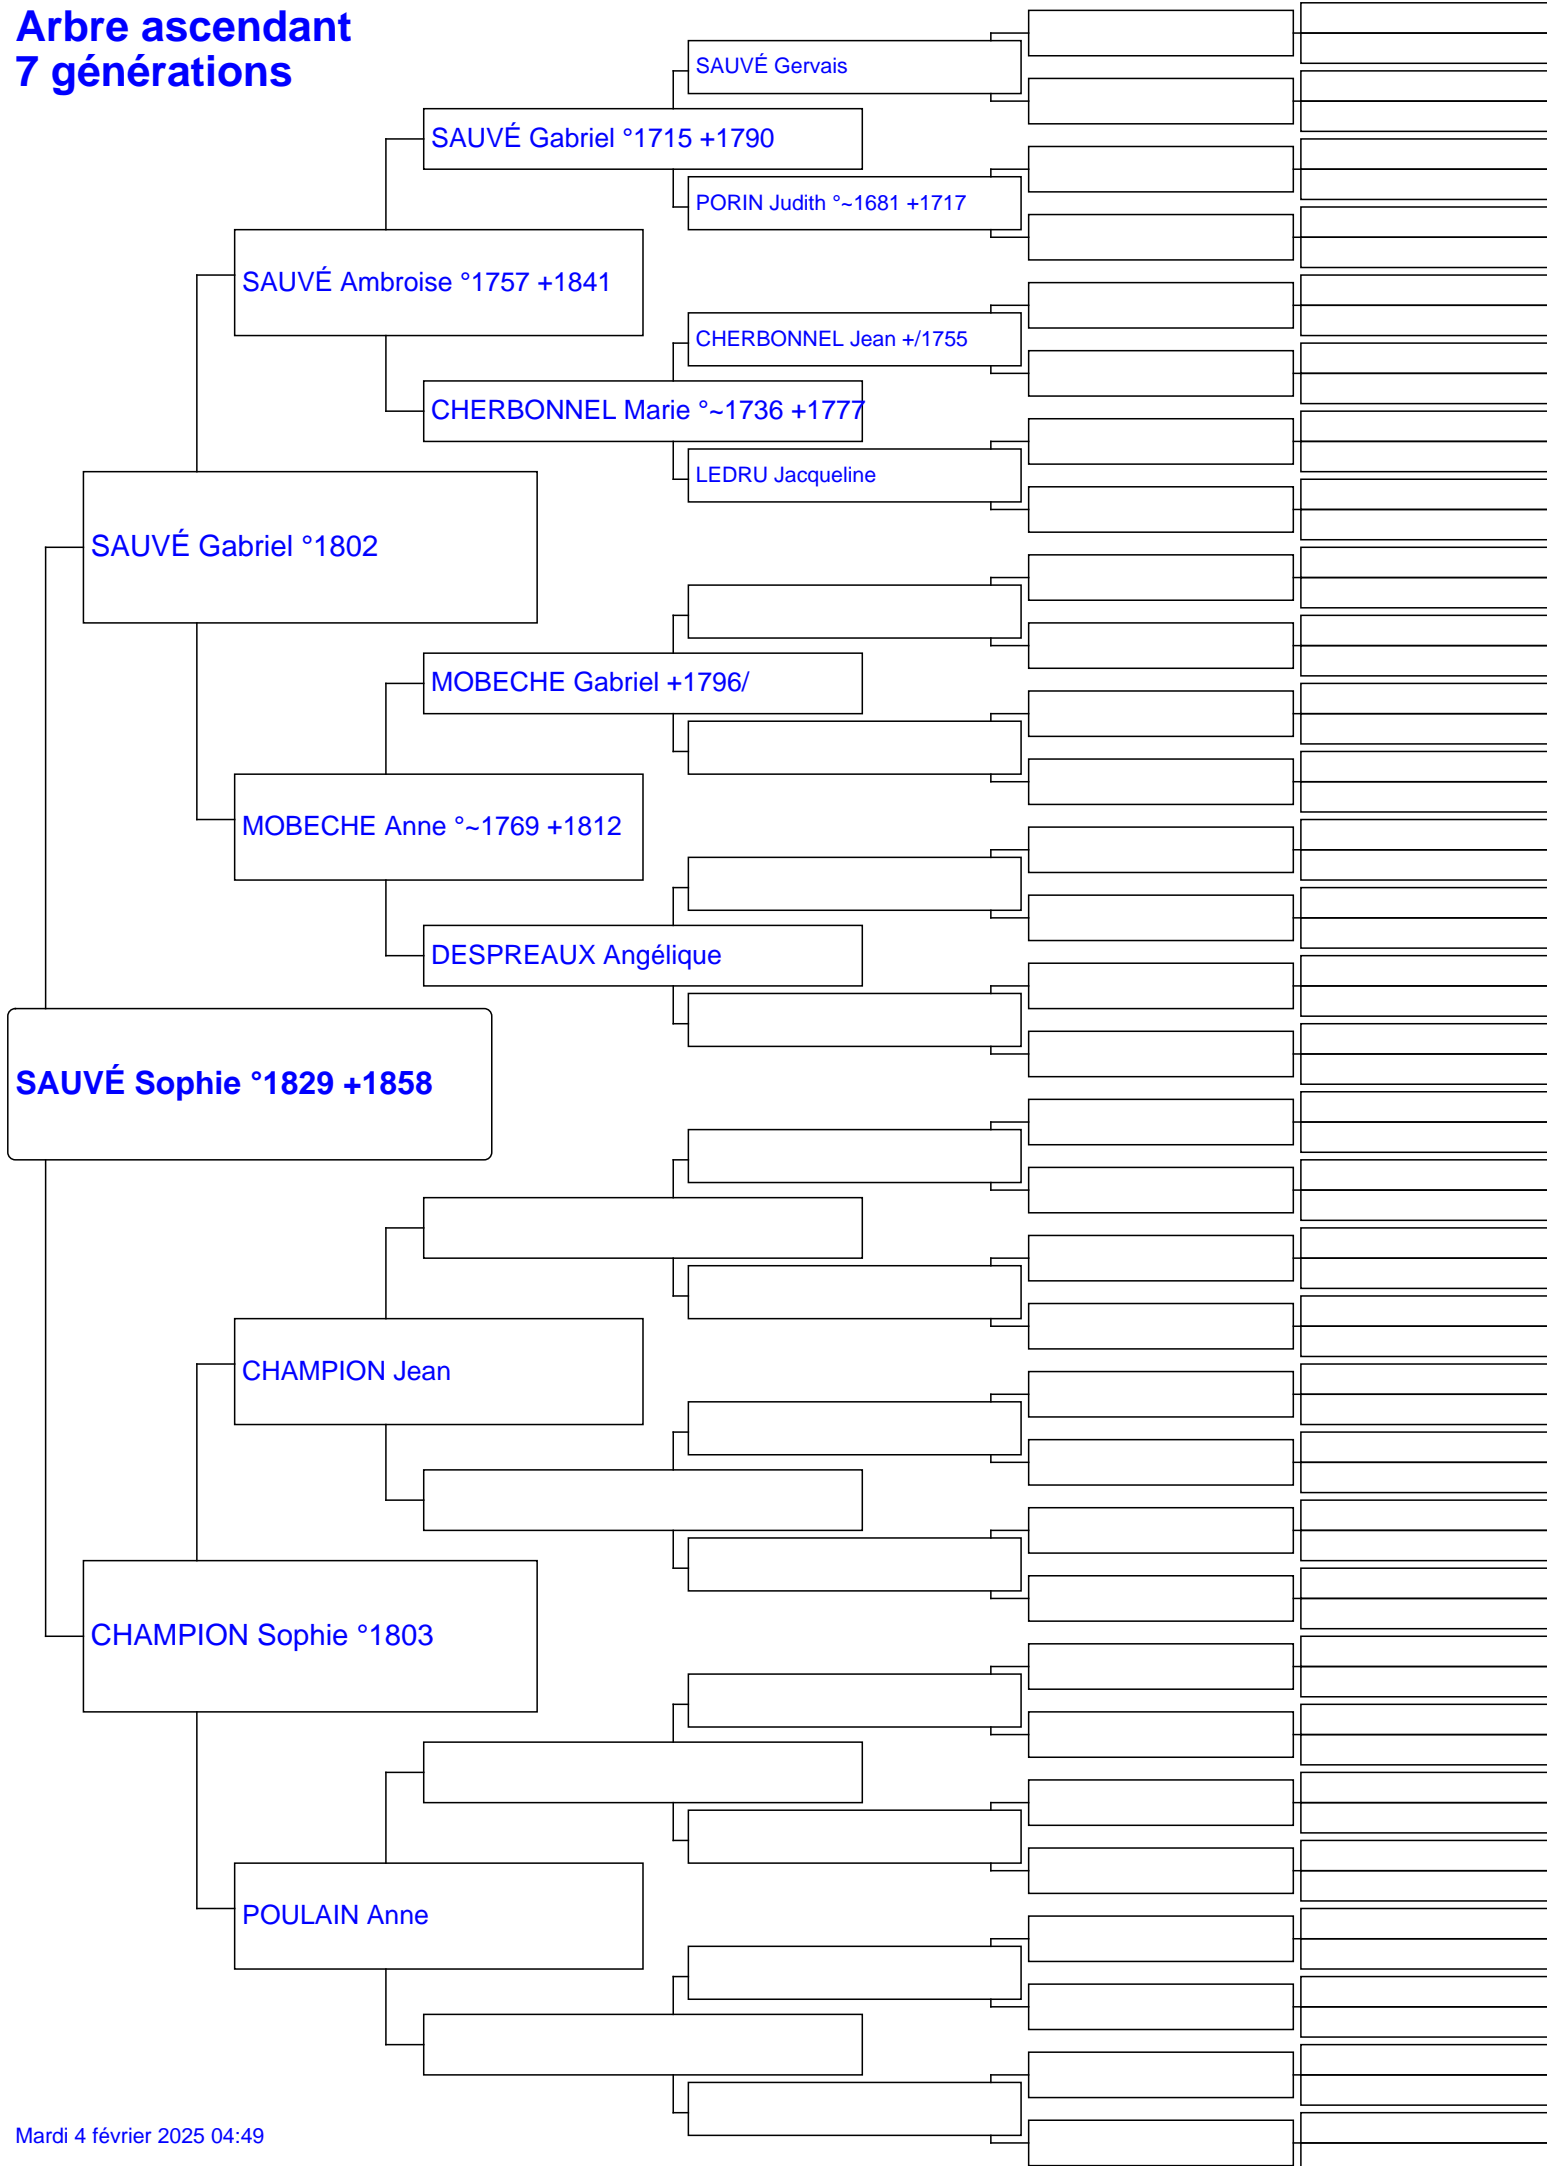 Arbre ascendant
7 générations
SAUVÉ Gervais
SAUVÉ Gabriel °1715 +1790
PORIN Judith °~1681 +1717
SAUVÉ Ambroise °1757 +1841
CHERBONNEL Jean +/1755
CHERBONNEL Marie °~1736 +1777
LEDRU Jacqueline
SAUVÉ Gabriel °1802
MOBECHE Gabriel +1796/
MOBECHE Anne °~1769 +1812
DESPREAUX Angélique
SAUVÉ Sophie °1829 +1858
CHAMPION Jean
CHAMPION Sophie °1803
POULAIN Anne
Mardi 4 février 2025 04:49